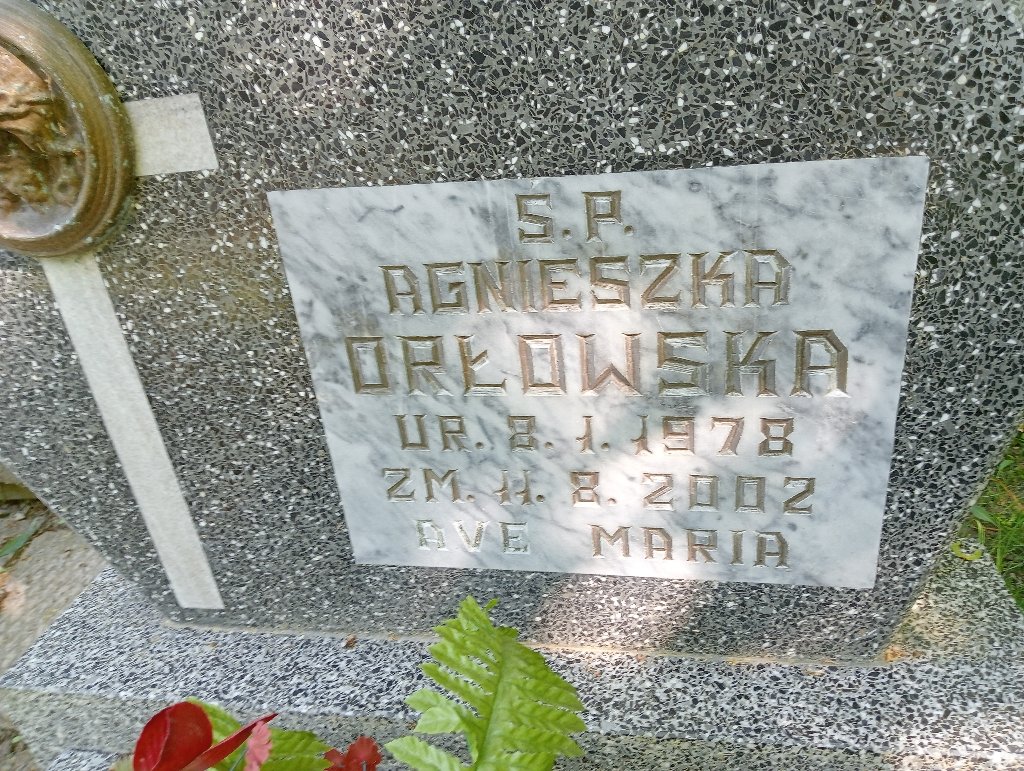 S.P.
AGNIESZKA
ORŁOWSKA
UR. 8. 1. 1978
ZM. 11. 8. 2002
AVE MARIA